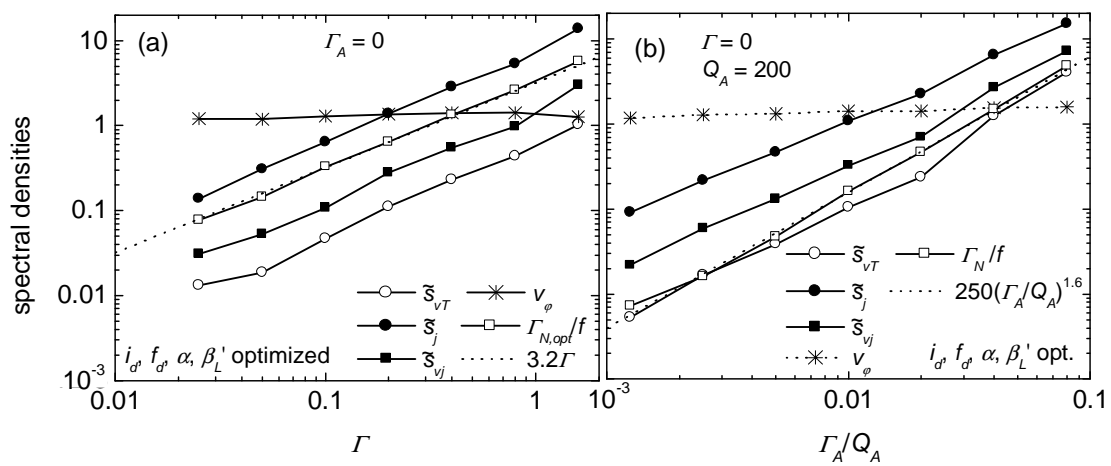 (a)
Γ_A = 0
10
1
0.1
0.01
10^-3
spectral densities
s̃_vT
s̃_j
s̃_vj
v_φ
Γ_N,opt/f
3.2Γ
i_d, f_d, α, β_L' optimized
0.01
0.1
1
10
Γ
(b)
Γ = 0
Q_A = 200
s̃_vT
s̃_j
s̃_vj
v_φ
Γ_N/f
250(Γ_A/Q_A)^1.6
i_d, f_d, α, β_L' opt.
10^-3
0.01
0.1
Γ_A/Q_A